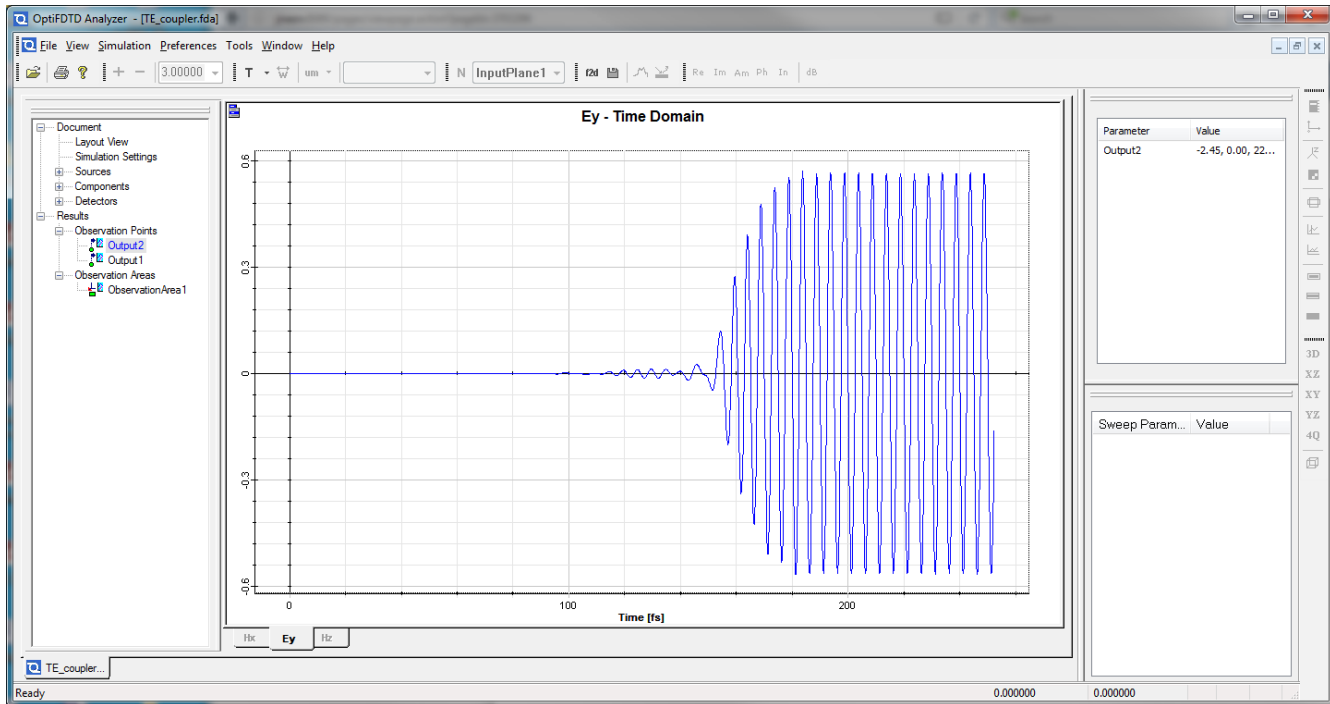 OptiFDTD Analyzer - [TE_coupler.fda]
File View Simulation Preferences Tools Window Help
3.00000 T W um N InputPlane1 f2d Re Im Am Ph In dB
Document
Layout View
Simulation Settings
Sources
Components
Detectors
Results
Observation Points
Output2
Output1
Observation Areas
ObservationArea1
Ey - Time Domain
0.6
0.3
0
-0.3
-0.6
0 100 200
Time [fs]
Hx Ey Hz
Parameter Value
Output2 -2.45, 0.00, 22...
Sweep Param... Value
3D
XZ
XY
YZ
4Q
TE_coupler...
Ready 0.000000 0.000000